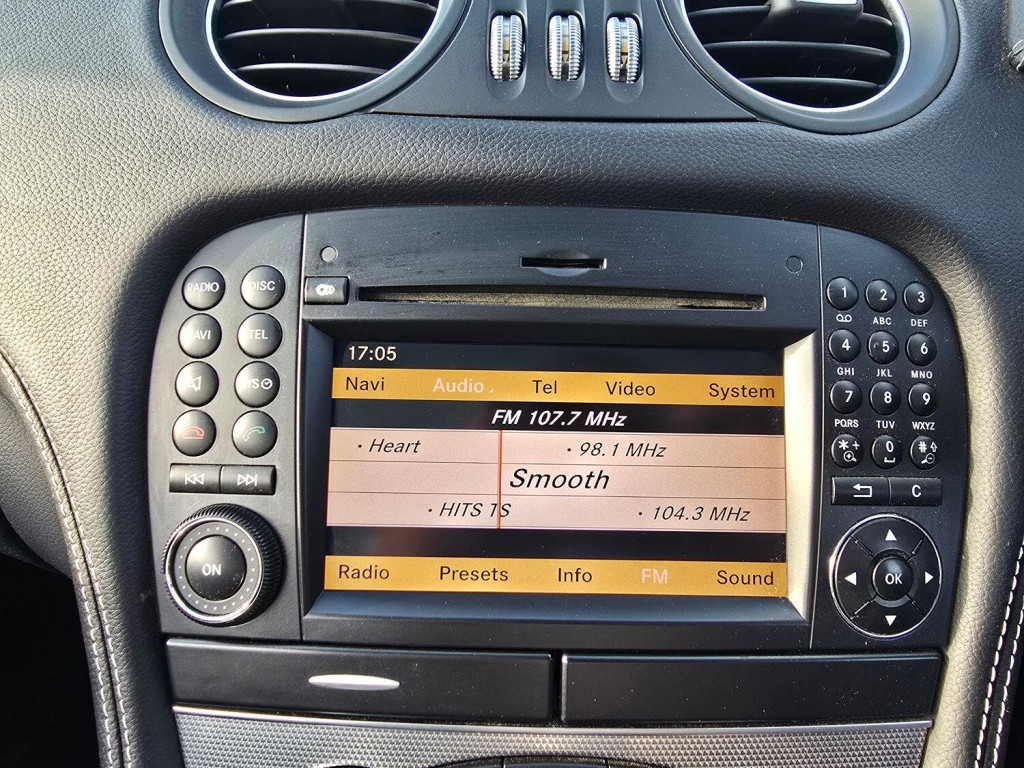 RADIO DISC
NAVI TEL
SYS
ON
17:05
Navi Audio Tel Video System
FM 107.7 MHz
• Heart • 98.1 MHz
Smooth
• HITS 1S • 104.3 MHz
Radio Presets Info FM Sound
1 2 3
ABC DEF
4 5 6
GHI JKL MNO
7 8 9
PQRS TUV WXYZ
*+ 0 #
C
OK